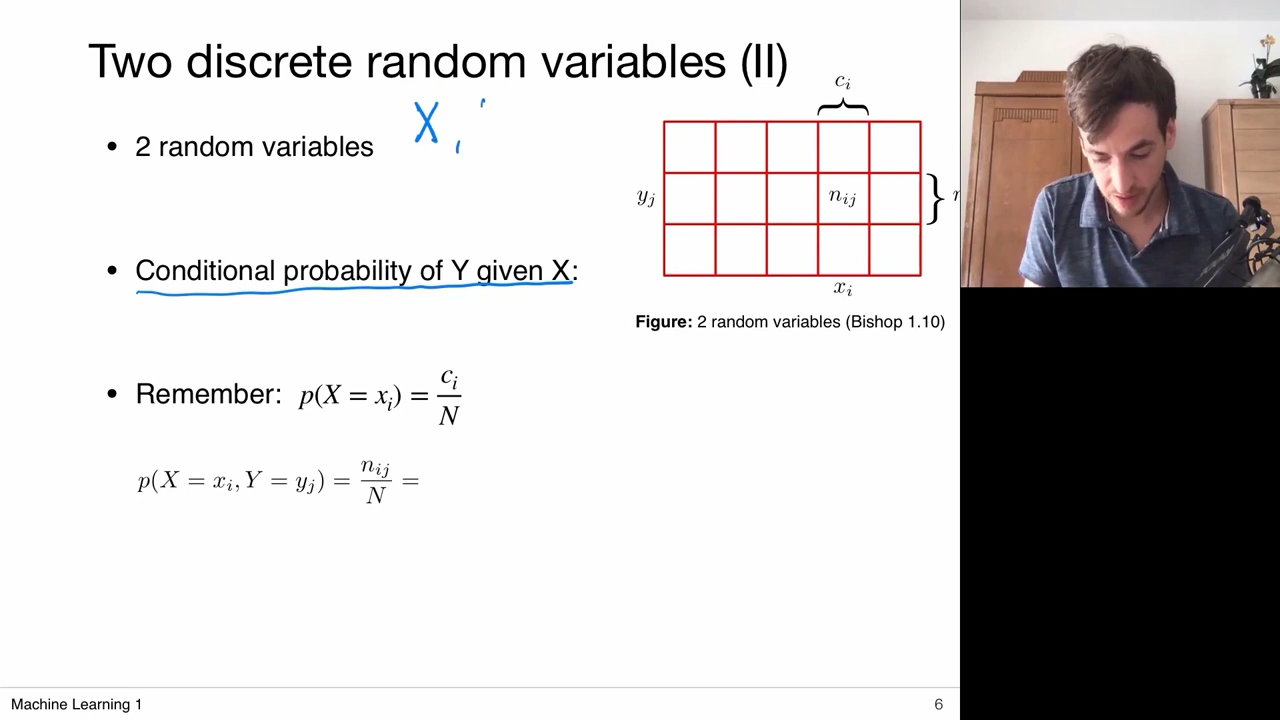 Two discrete random variables (II)
• 2 random variables X,
• Conditional probability of Y given X:
• Remember: p(X = x_i) = c_i / N
p(X = x_i, Y = y_j) = n_ij / N =
c_i
y_j n_ij
x_i
Figure: 2 random variables (Bishop 1.10)
Machine Learning 1
6